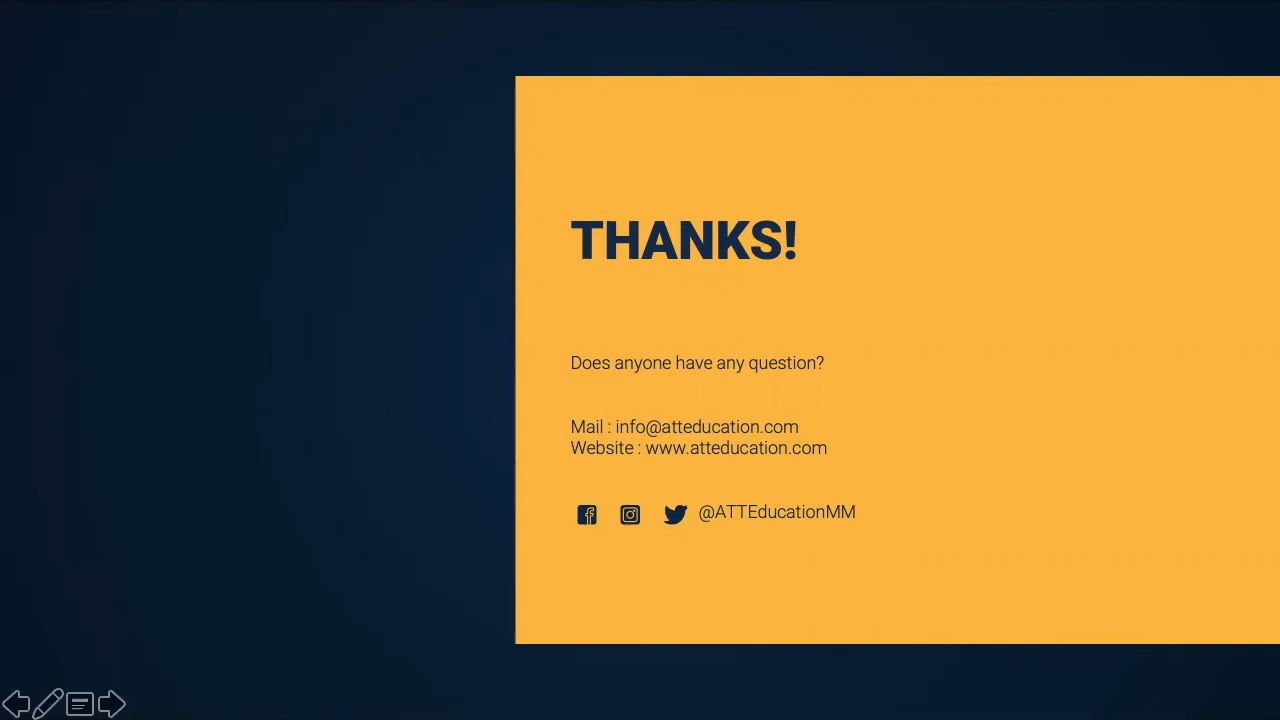 THANKS!
Does anyone have any question?
Mail : info@atteducation.com
Website : www.atteducation.com
@ATTEducationMM